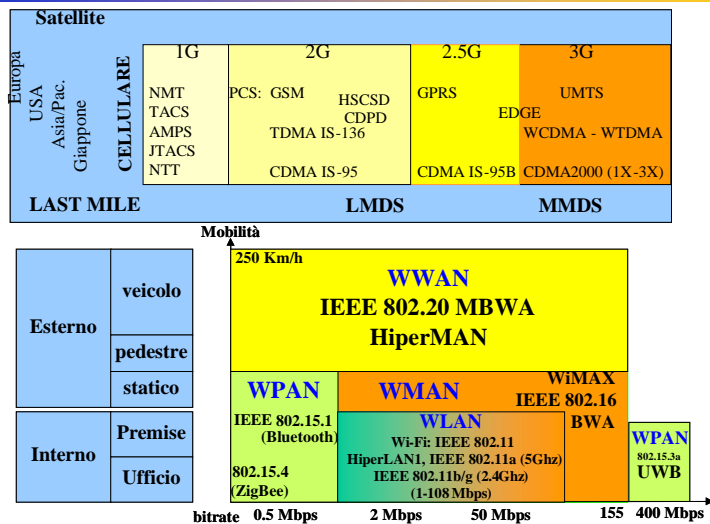 Satellite
Europa
USA
Asia/Pac.
Giappone
CELLULARE
1G
2G
2.5G
3G
NMT
TACS
AMPS
JTACS
NTT
PCS: GSM
HSCSD
CDPD
TDMA IS-136
CDMA IS-95
GPRS
EDGE
CDMA IS-95B
UMTS
WCDMA - WTDMA
CDMA2000 (1X-3X)
LAST MILE
LMDS
MMDS
Mobilità
250 Km/h
Esterno
veicolo
pedestre
statico
Interno
Premise
Ufficio
WWAN
IEEE 802.20 MBWA
HiperMAN
WPAN
IEEE 802.15.1
(Bluetooth)
802.15.4
(ZigBee)
WMAN
WiMAX
IEEE 802.16
BWA
WLAN
Wi-Fi: IEEE 802.11
HiperLAN1, IEEE 802.11a (5Ghz)
IEEE 802.11b/g (2.4Ghz)
(1-108 Mbps)
WPAN
802.15.3a
UWB
bitrate
0.5 Mbps
2 Mbps
50 Mbps
155
400 Mbps